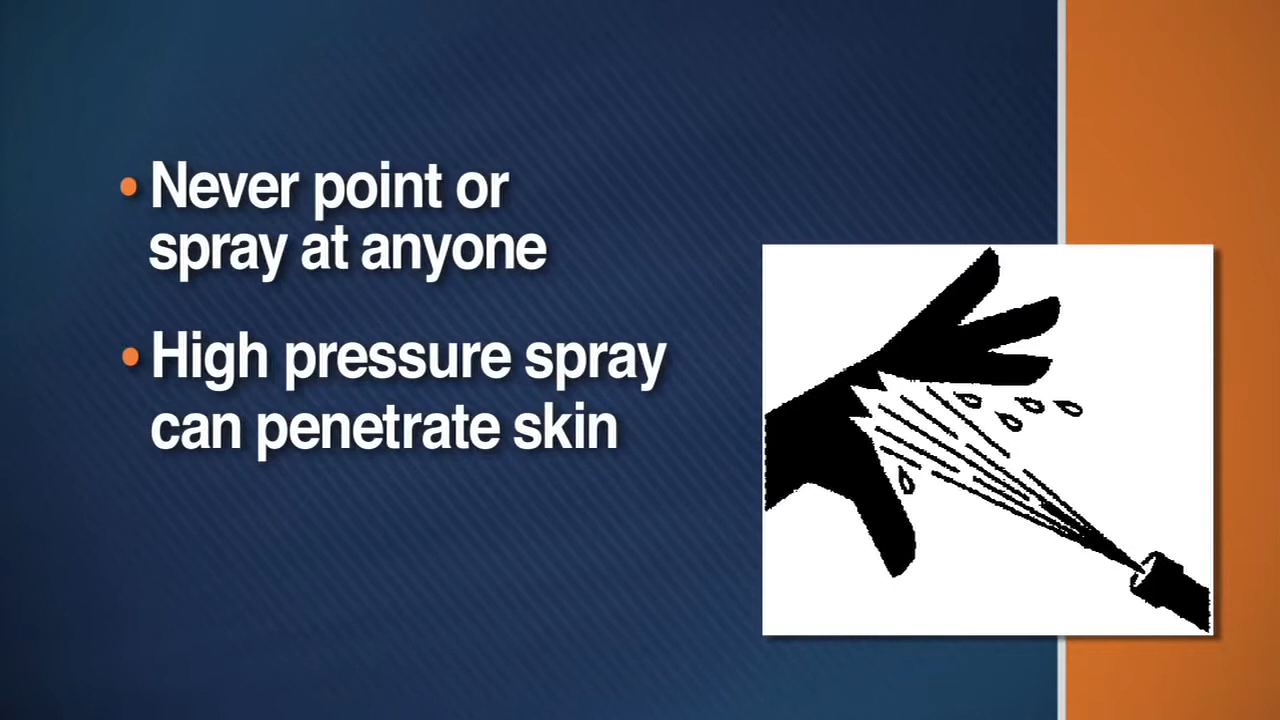 • Never point or
spray at anyone
• High pressure spray
can penetrate skin